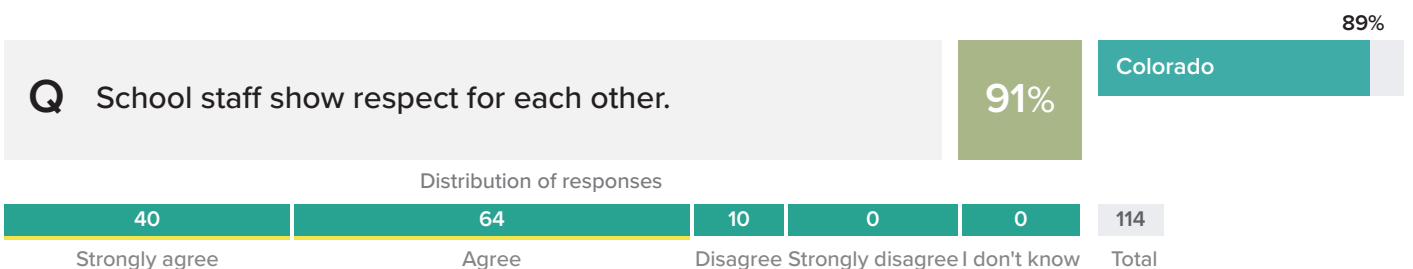 89%
Q School staff show respect for each other.
91%
Colorado
Distribution of responses
40 64 10 0 0 114
Strongly agree Agree Disagree Strongly disagree I don't know Total